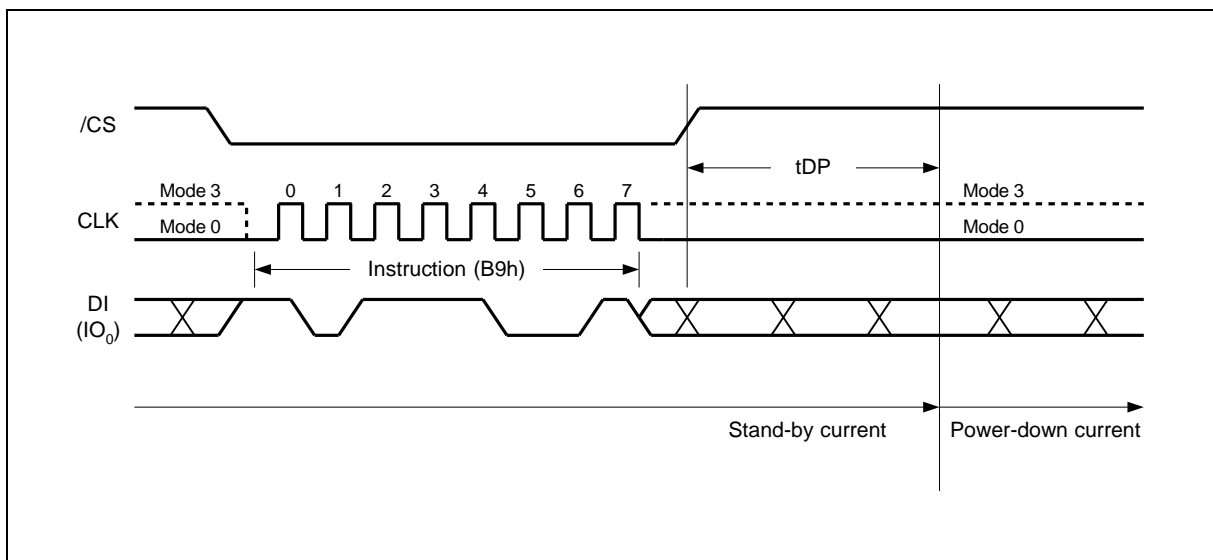 /CS
tDP
Mode 3 0 1 2 3 4 5 6 7 Mode 3
CLK
Mode 0 Mode 0
Instruction (B9h)
DI
(IO0)
Stand-by current Power-down current